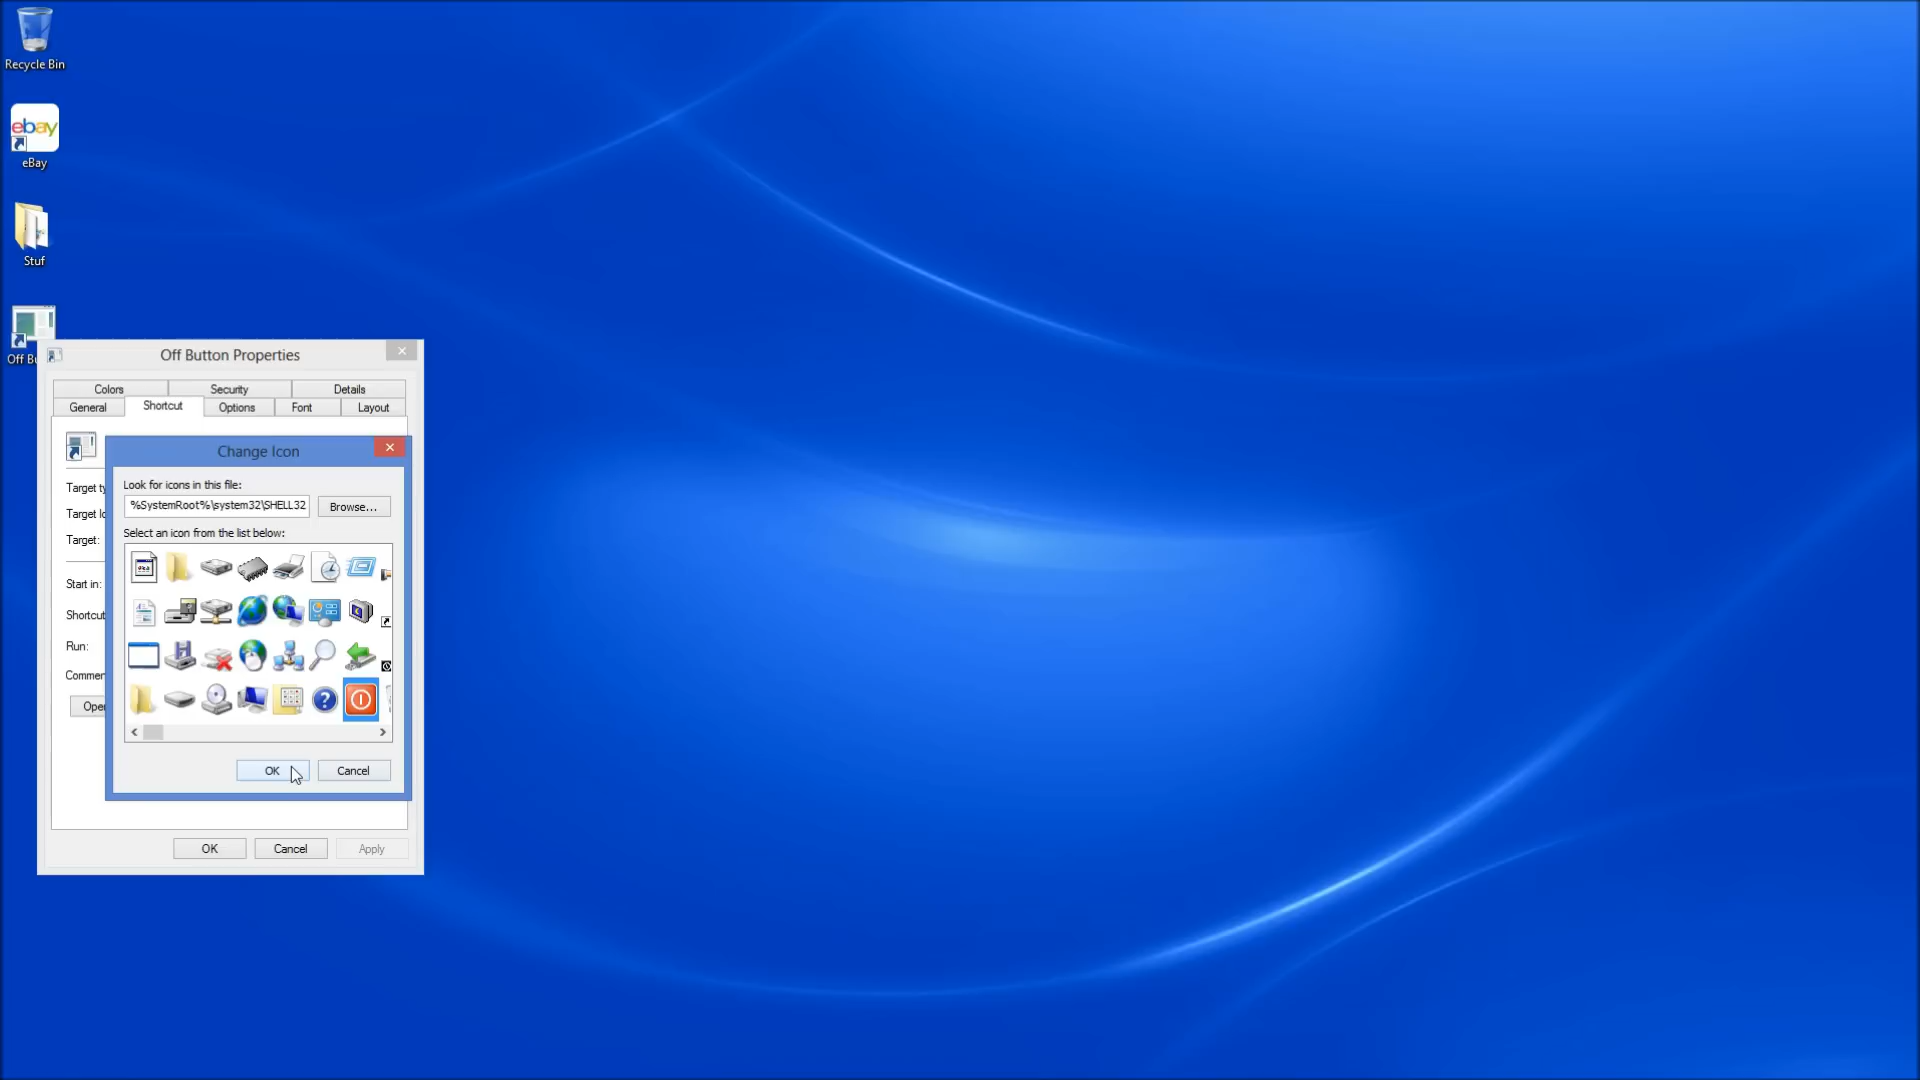 Recycle Bin
ebay
eBay
Stuf
Off Bu
Off Button Properties
Colors
Security
Details
General
Shortcut
Options
Font
Layout
Target ty
Target lo
Target:
Start in:
Shortcut
Run:
Commen
Open
Change Icon
Look for icons in this file:
%SystemRoot%\system32\SHELL32
Browse...
Select an icon from the list below:
OK
Cancel
OK
Cancel
Apply